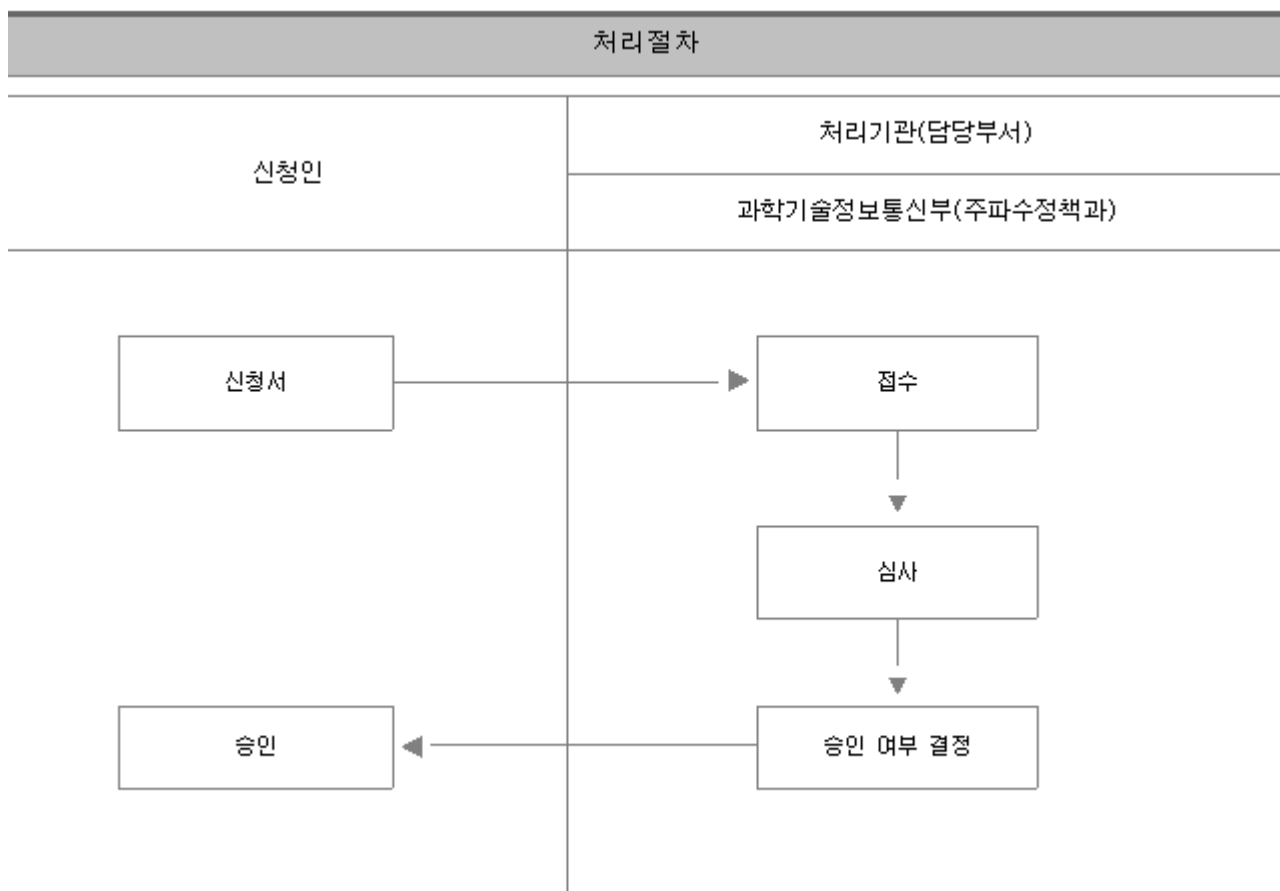 처리절차
신청인
처리기관(담당부서)
과학기술정보통신부(주파수정책과)
신청서
접수
심사
승인
승인 여부 결정